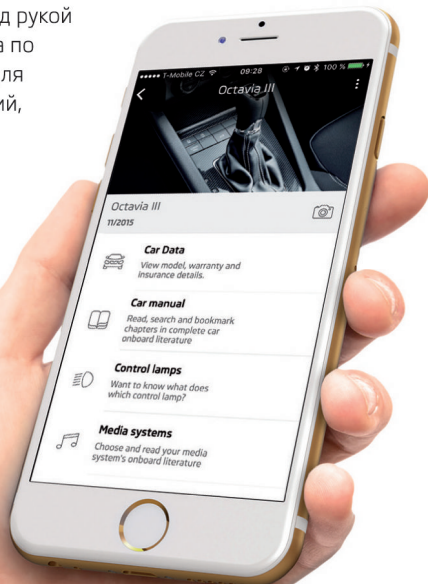 д рукой
а по
ля
ий,
T-Mobile CZ 09:28 100 %
Octavia III
Octavia III
11/2015
Car Data
View model, warranty and
insurance details.
Car manual
Read, search and bookmark
chapters in complete car
onboard literature
Control lamps
Want to know what does
which control lamp?
Media systems
Choose and read your media
system's onboard literature